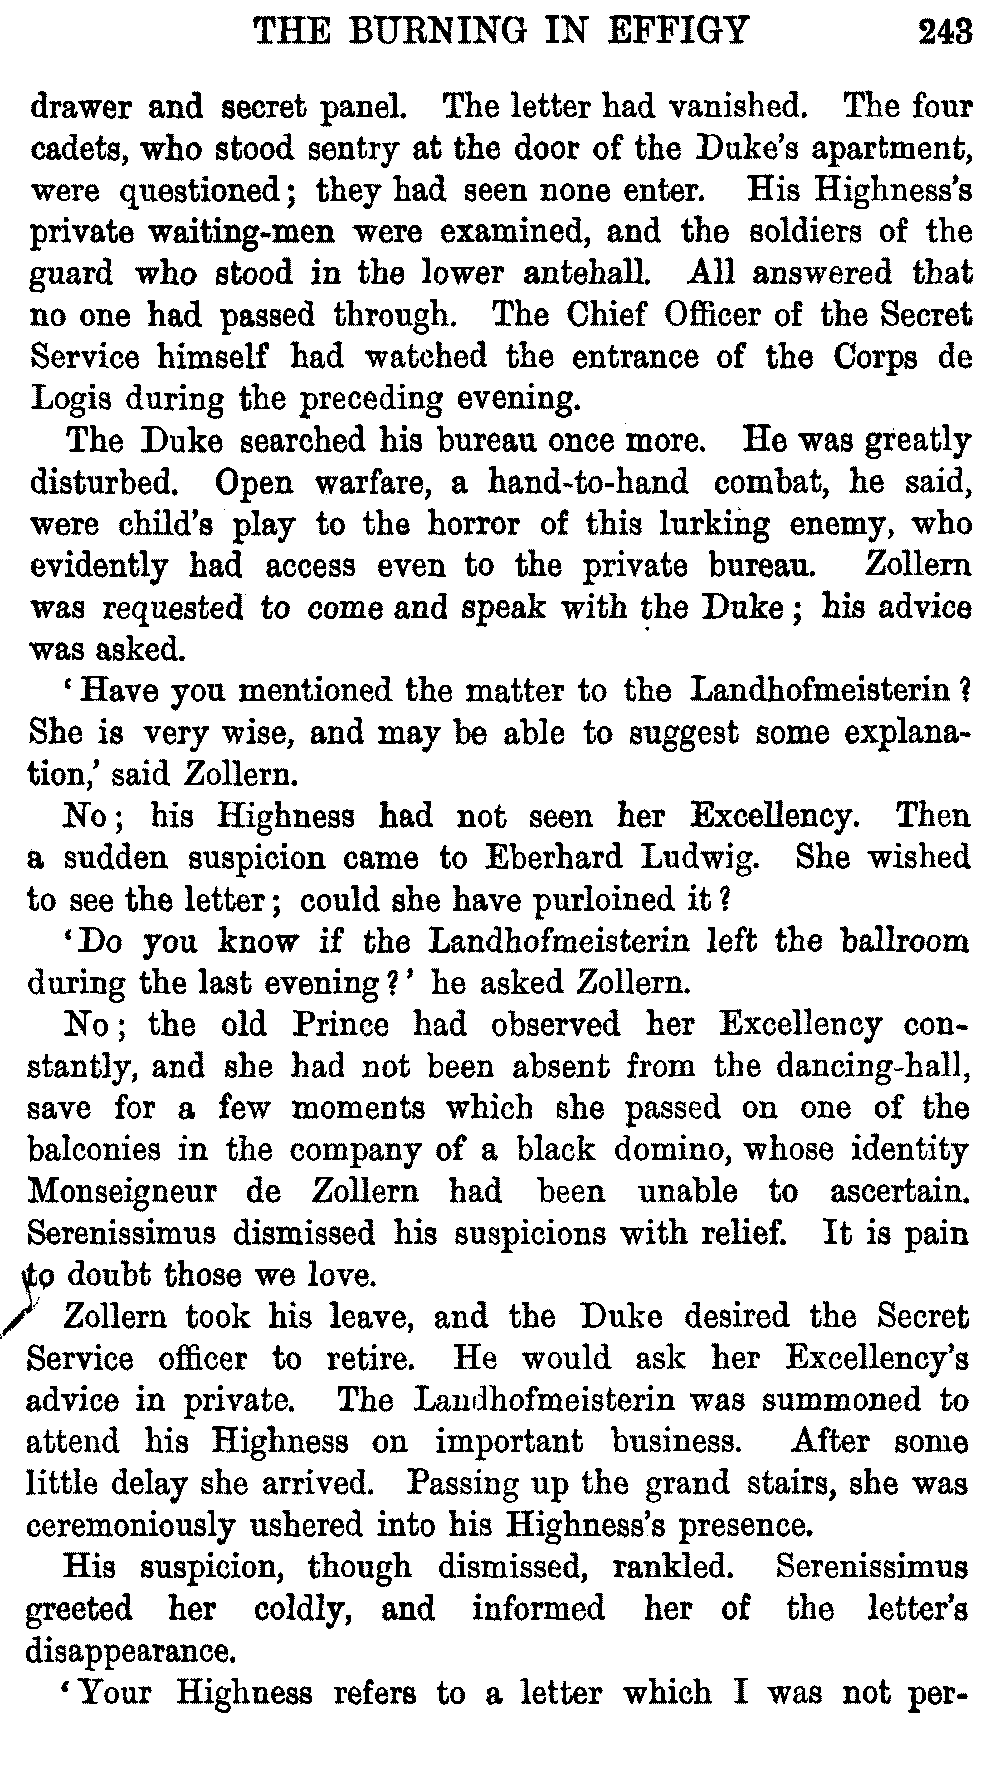 THE BURNING IN EFFIGY 243
drawer and secret panel. The letter had vanished. The four
cadets, who stood sentry at the door of the Duke's apartment,
were questioned; they had seen none enter. His Highness's
private waiting-men were examined, and the soldiers of the
guard who stood in the lower antehall. All answered that
no one had passed through. The Chief Officer of the Secret
Service himself had watched the entrance of the Corps de
Logis during the preceding evening.
The Duke searched his bureau once more. He was greatly
disturbed. Open warfare, a hand-to-hand combat, he said,
were child's play to the horror of this lurking enemy, who
evidently had access even to the private bureau. Zollern
was requested to come and speak with the Duke; his advice
was asked.
'Have you mentioned the matter to the Landhofmeisterin?
She is very wise, and may be able to suggest some explana-
tion,' said Zollern.
No; his Highness had not seen her Excellency. Then
a sudden suspicion came to Eberhard Ludwig. She wished
to see the letter; could she have purloined it?
'Do you know if the Landhofmeisterin left the ballroom
during the last evening?' he asked Zollern.
No; the old Prince had observed her Excellency con-
stantly, and she had not been absent from the dancing-hall,
save for a few moments which she passed on one of the
balconies in the company of a black domino, whose identity
Monseigneur de Zollern had been unable to ascertain.
Serenissimus dismissed his suspicions with relief. It is pain
to doubt those we love.
Zollern took his leave, and the Duke desired the Secret
Service officer to retire. He would ask her Excellency's
advice in private. The Landhofmeisterin was summoned to
attend his Highness on important business. After some
little delay she arrived. Passing up the grand stairs, she was
ceremoniously ushered into his Highness's presence.
His suspicion, though dismissed, rankled. Serenissimus
greeted her coldly, and informed her of the letter's
disappearance.
'Your Highness refers to a letter which I was not per-